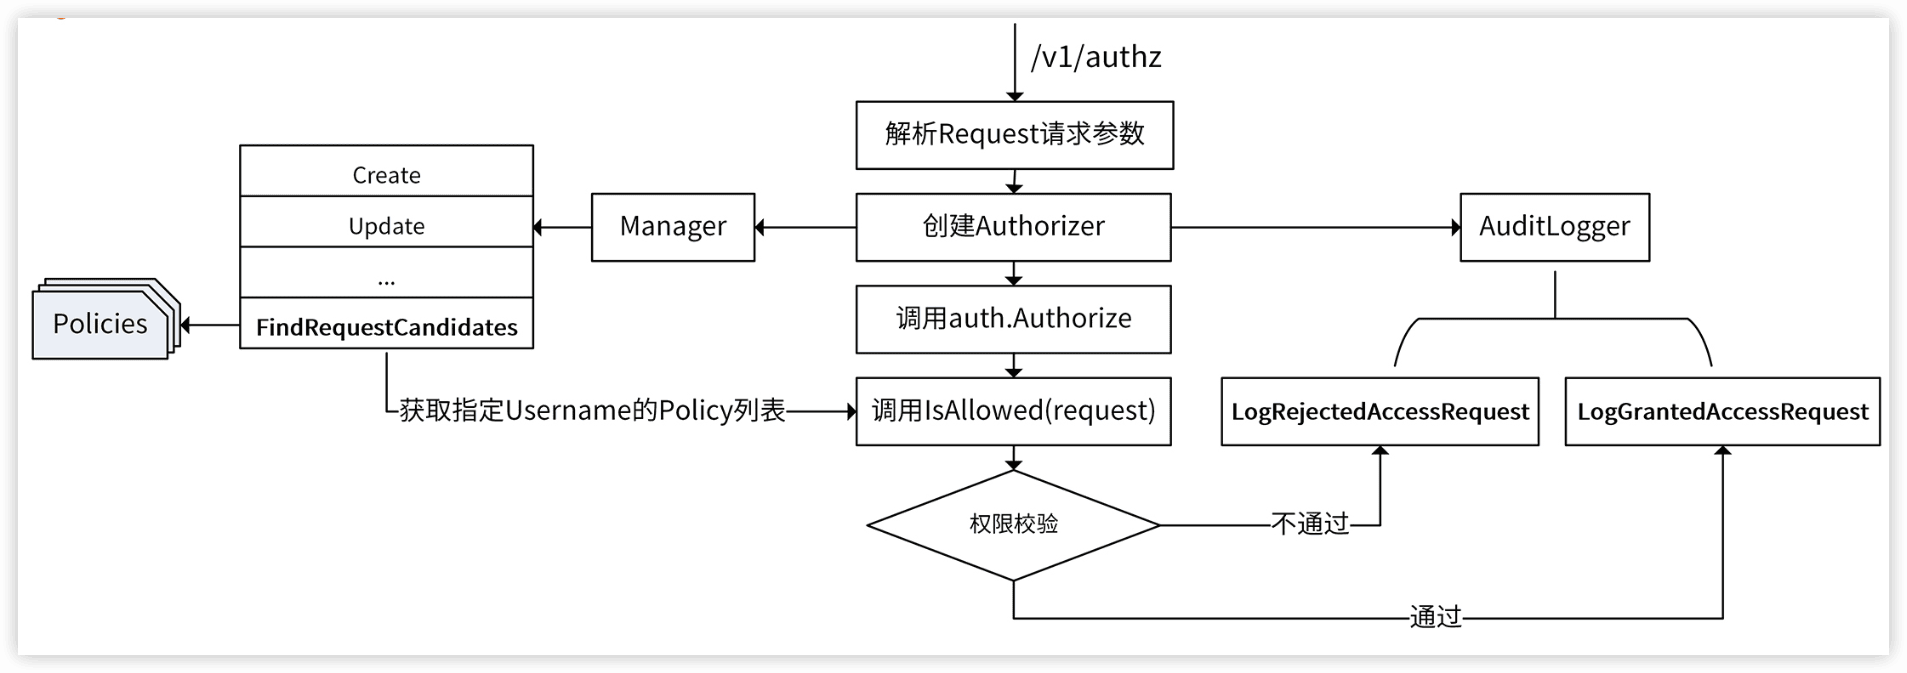 /v1/authz
解析Request请求参数
Create
Update
...
FindRequestCandidates
Manager
创建Authorizer
AuditLogger
Policies
调用auth.Authorize
获取指定Username的Policy列表
调用IsAllowed(request)
LogRejectedAccessRequest
LogGrantedAccessRequest
权限校验
不通过
通过